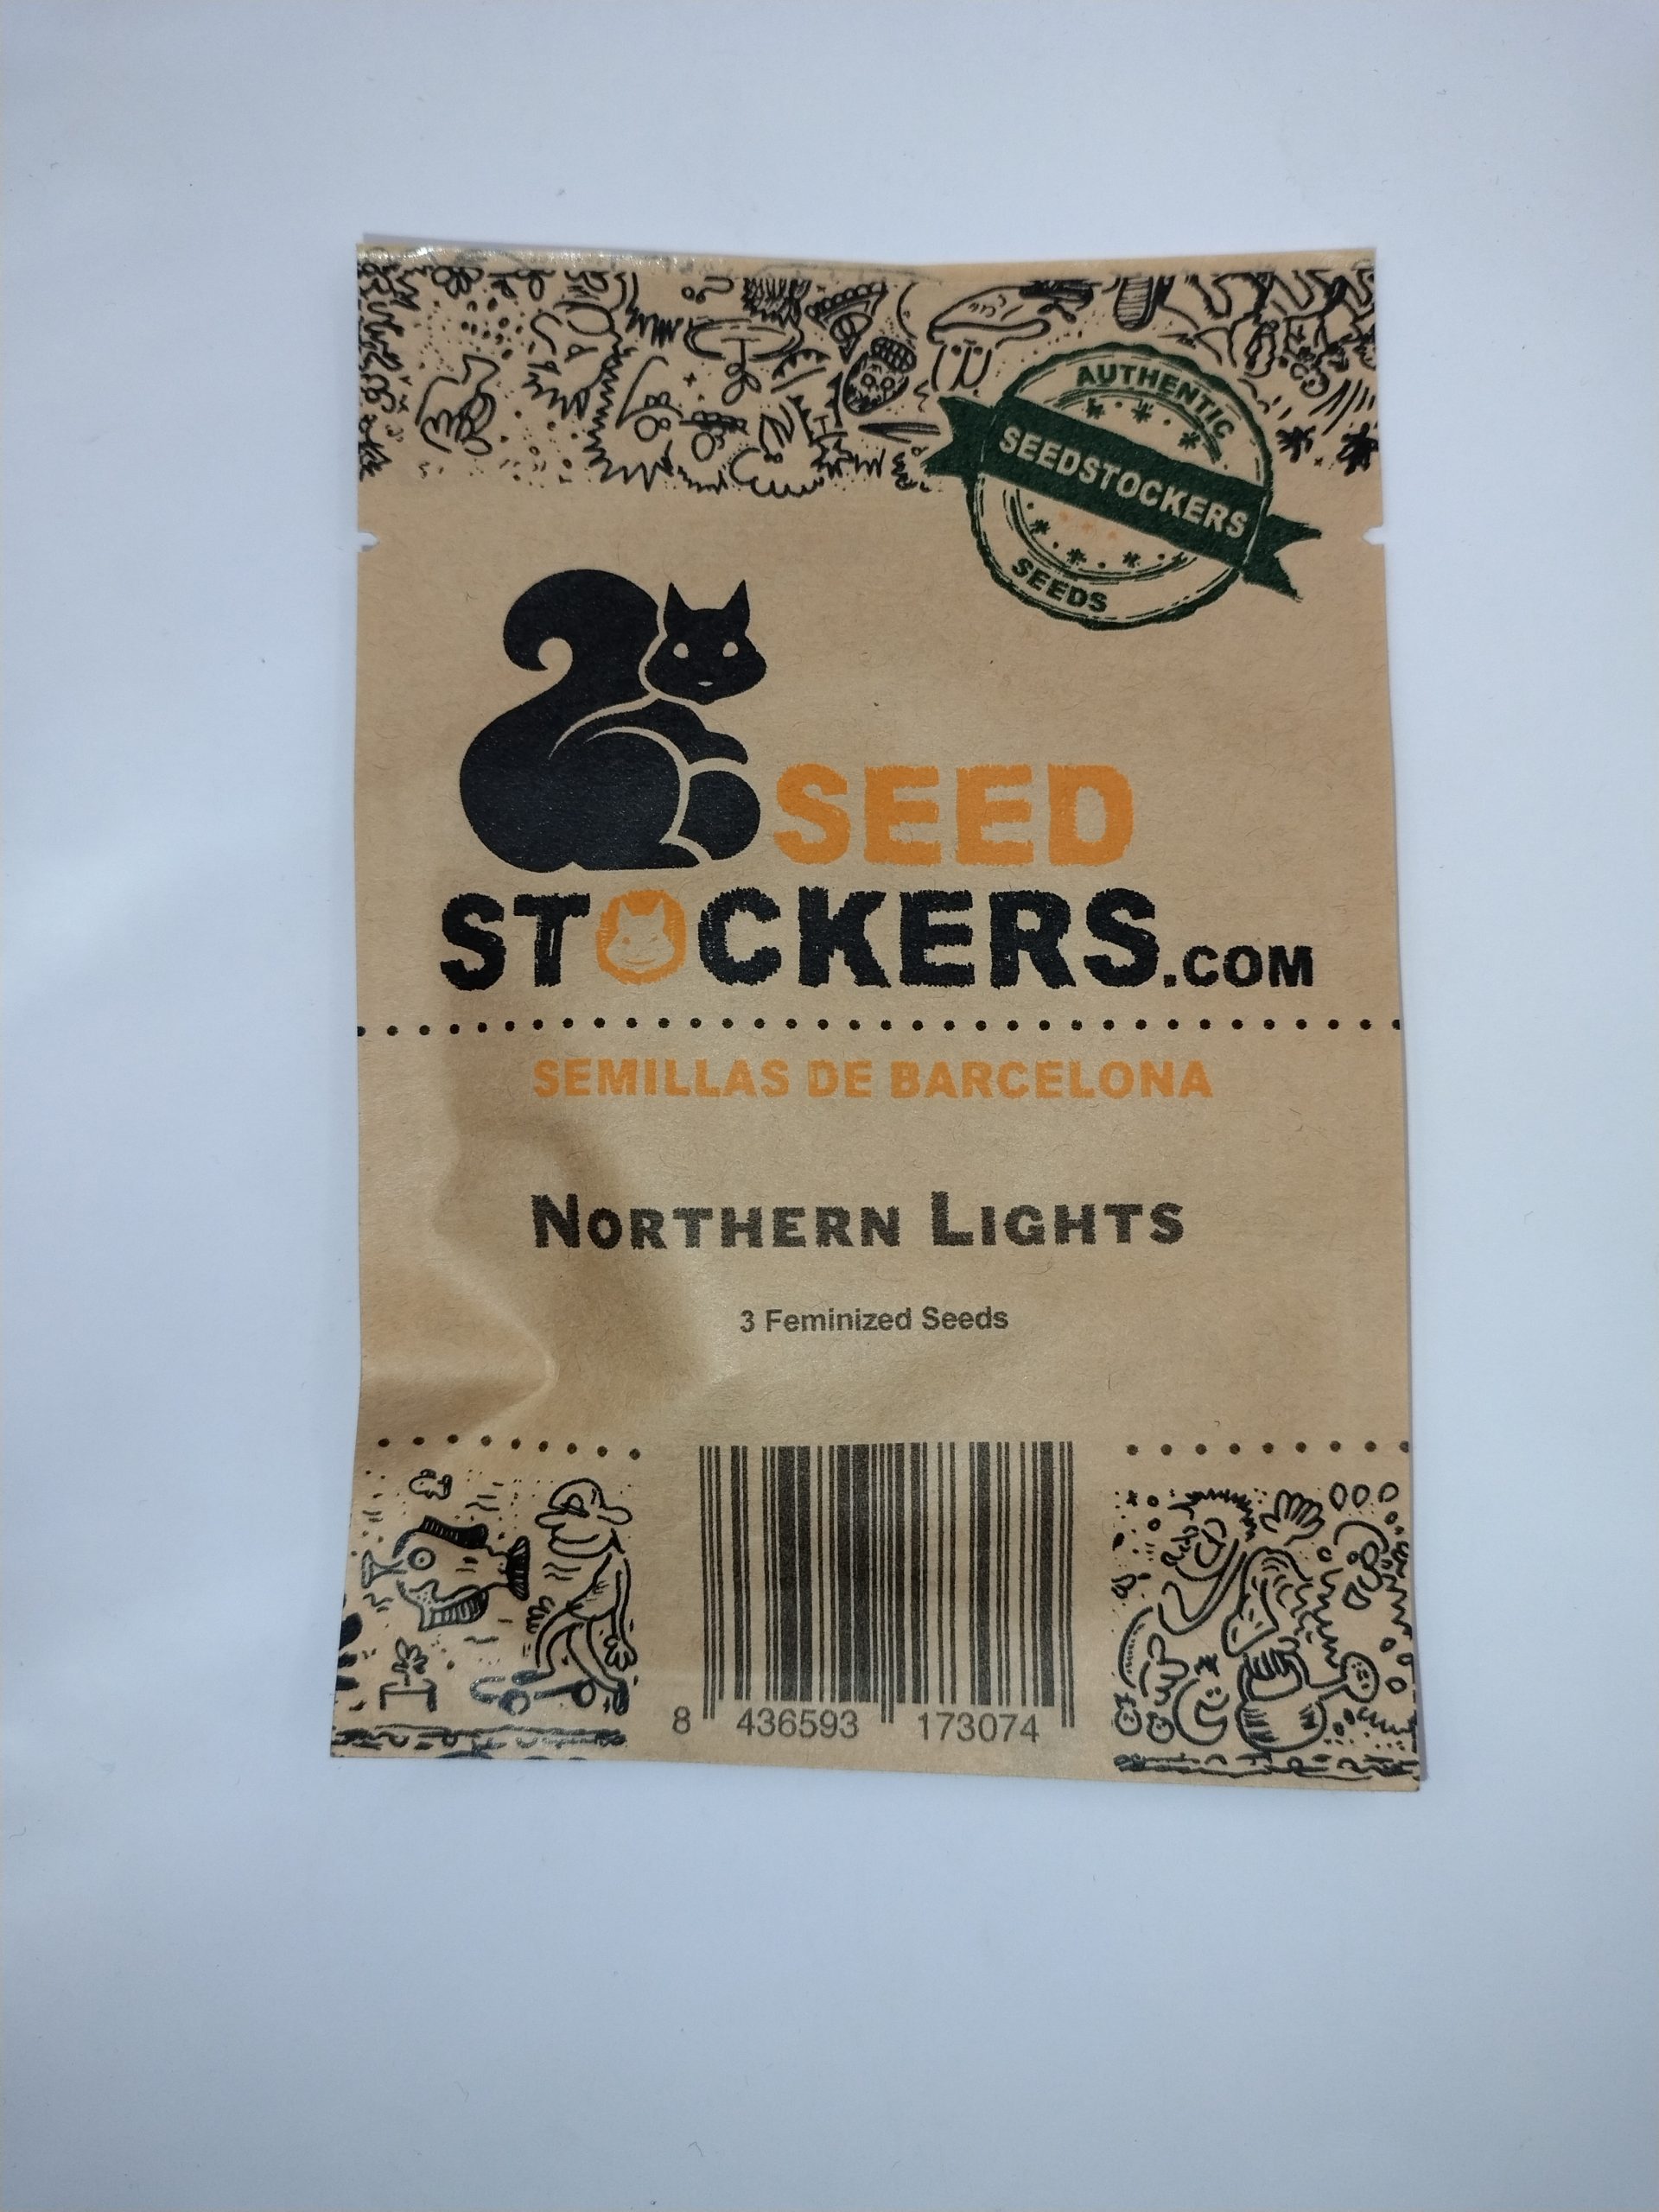 AUTHENTIC
SEEDSTOCKERS
SEEDS
SEED
STOCKERS.COM
SEMILLAS DE BARCELONA
NORTHERN LIGHTS
3 Feminized Seeds
8 436593 173074